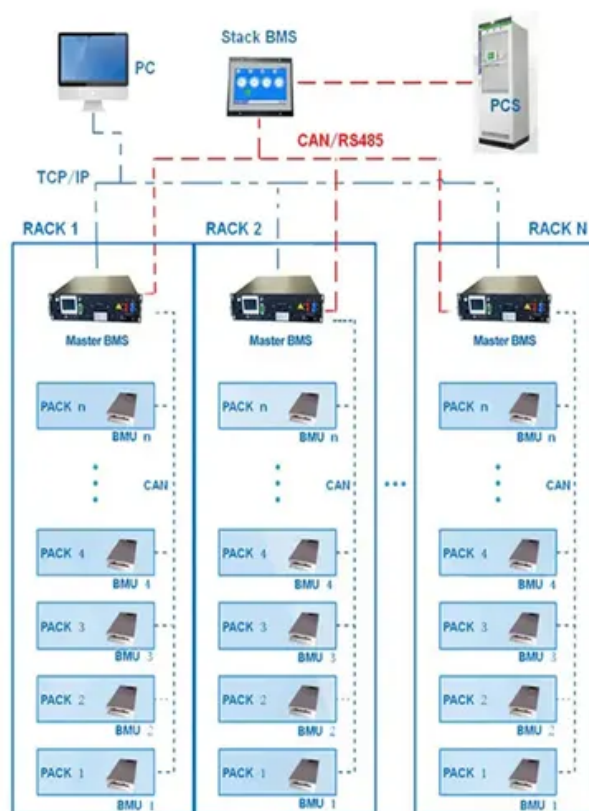 Stack BMS
PC
PCS
CAN/RS485
TCP/IP
RACK 1
RACK 2
RACK N
Master BMS
Master BMS
Master BMS
PACK n
BMU n
PACK n
BMU n
PACK n
BMU n
CAN
CAN
CAN
PACK 4
BMU 4
PACK 4
BMU 4
PACK 4
BMU 4
PACK 3
BMU 3
PACK 3
BMU 3
PACK 3
BMU 3
PACK 2
BMU 2
PACK 2
BMU 2
PACK 2
BMU 2
PACK 1
BMU 1
PACK 1
BMU 1
PACK 1
BMU 1